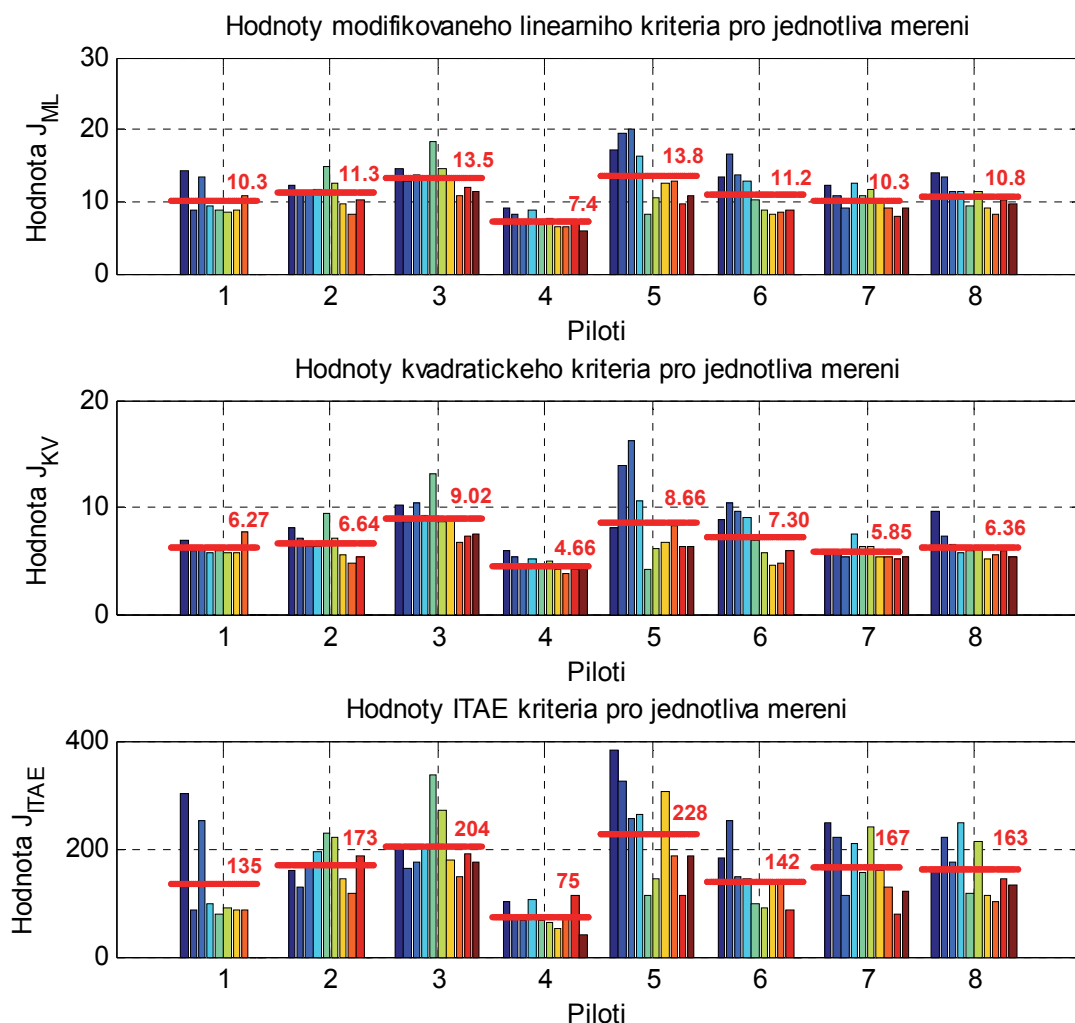 Hodnoty modifikovaneho linearniho kriteria pro jednotliva mereni
30
20
10
0
Hodnota J_ML
10.3
11.3
13.5
7.4
13.8
11.2
10.3
10.8
1 2 3 4 5 6 7 8
Piloti
Hodnoty kvadratickeho kriteria pro jednotliva mereni
20
10
0
Hodnota J_KV
6.27
6.64
9.02
4.66
8.66
7.30
5.85
6.36
1 2 3 4 5 6 7 8
Piloti
Hodnoty ITAE kriteria pro jednotliva mereni
400
200
0
Hodnota J_ITAE
135
173
204
75
228
142
167
163
1 2 3 4 5 6 7 8
Piloti